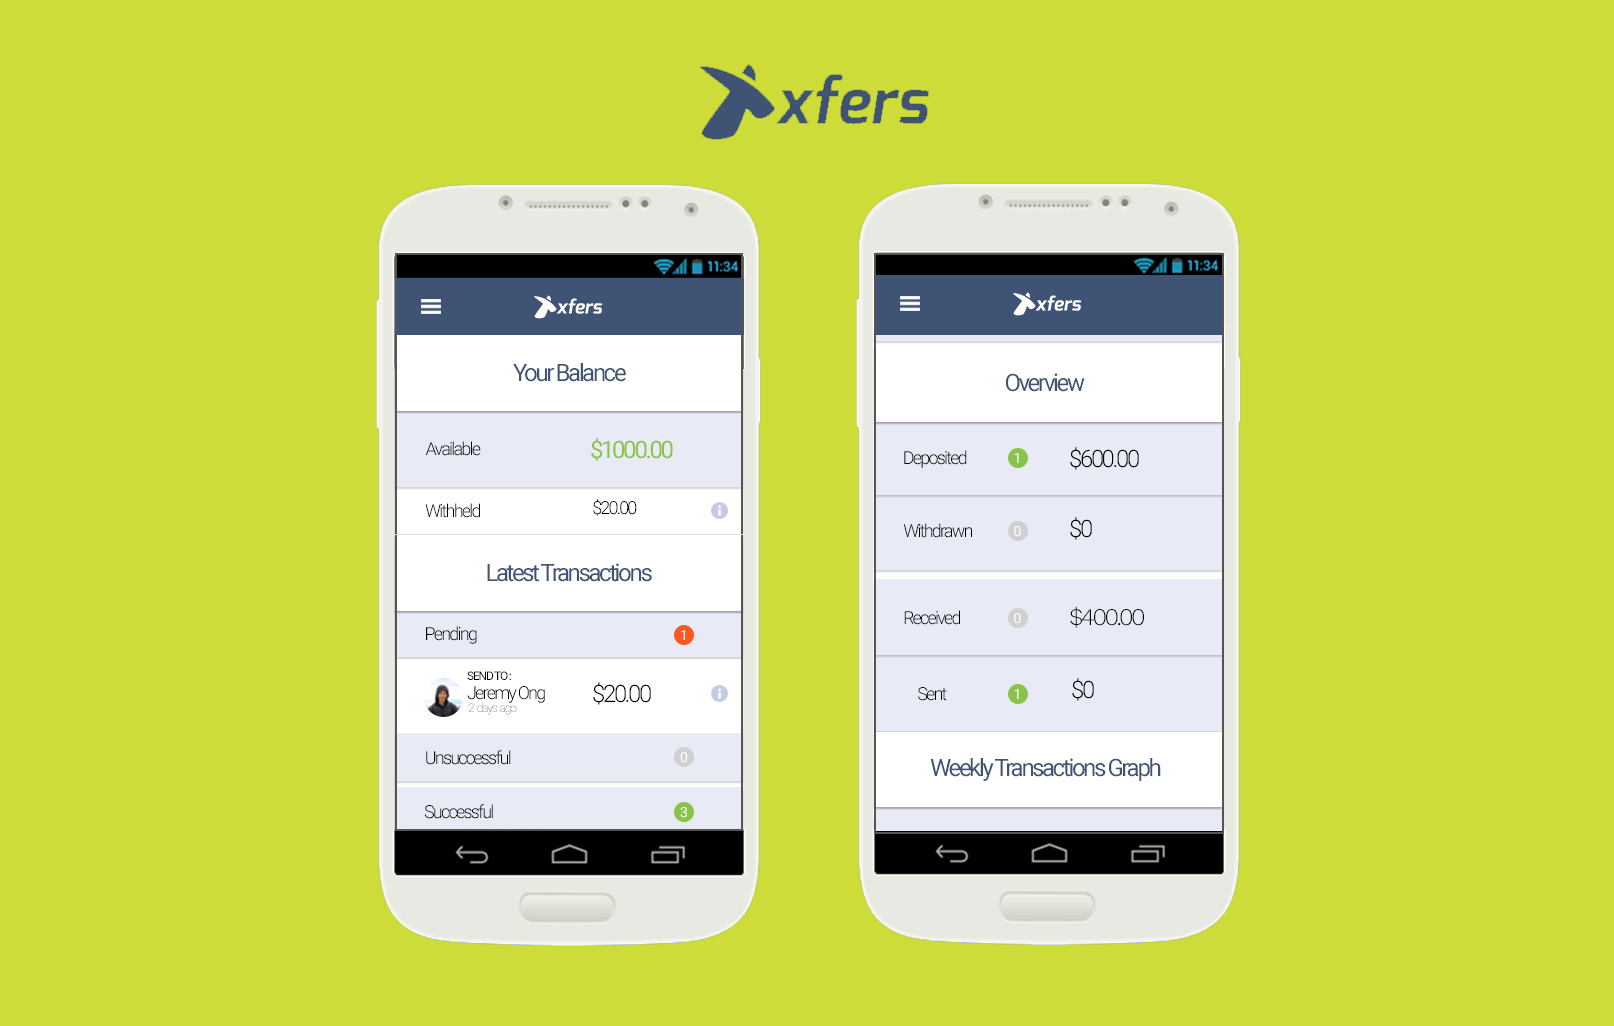 xfers
11:34
xfers
Your Balance
Available $1000.00
Withheld $20.00 i
Latest Transactions
Pending 1
SEND TO:
Jeremy Ong $20.00 i
2 days ago
Unsuccessful 0
Successful 3
11:34
xfers
Overview
Deposited 1 $600.00
Withdrawn 0 $0
Received 0 $400.00
Sent 1 $0
Weekly Transactions Graph